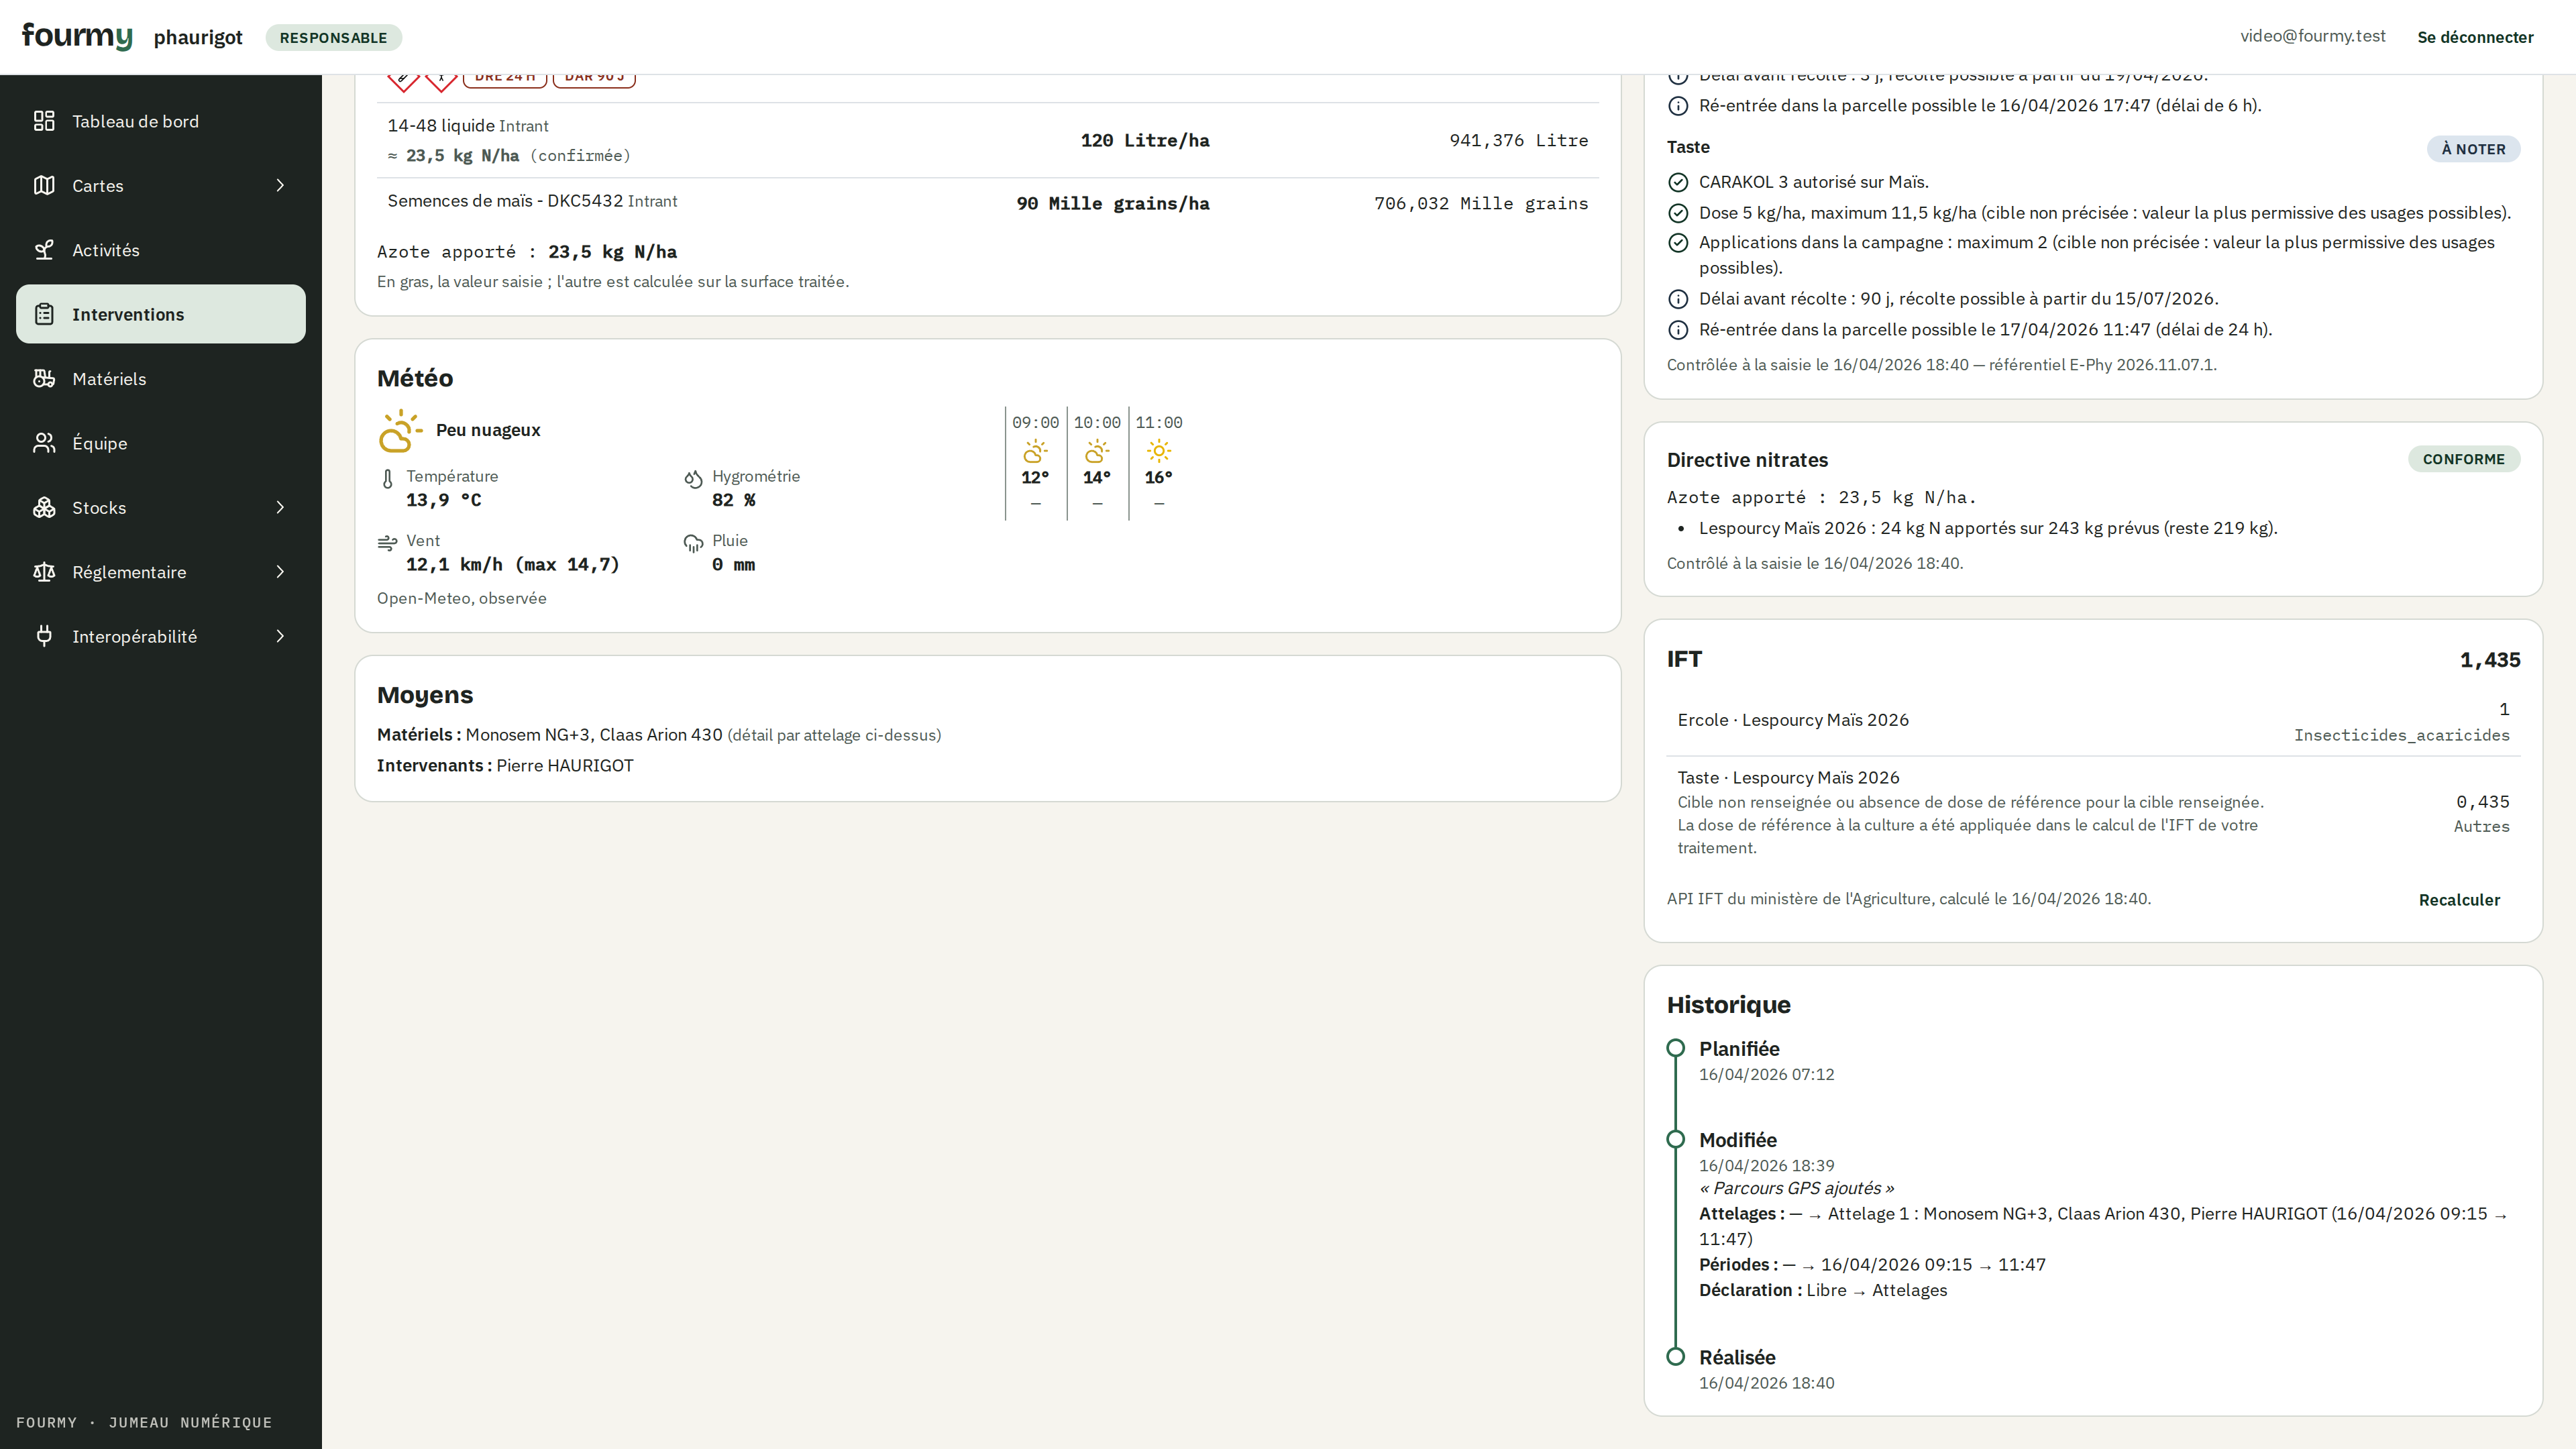 fourmy phaurigot RESPONSABLE
video@fourmy.test Se déconnecter
Tableau de bord
Cartes
Activités
Interventions
Matériels
Équipe
Stocks
Réglementaire
Interopérabilité
FOURMY · JUMEAU NUMÉRIQUE
DRE 24 H DAR 90 J
14-48 liquide Intrant
≈ 23,5 kg N/ha (confirmée)
120 Litre/ha 941,376 Litre
Semences de maïs - DKC5432 Intrant 90 Mille grains/ha 706,032 Mille grains
Azote apporté : 23,5 kg N/ha
En gras, la valeur saisie ; l'autre est calculée sur la surface traitée.
Météo
Peu nuageux
Température
13,9 °C
Hygrométrie
82 %
Vent
12,1 km/h (max 14,7)
Pluie
0 mm
09:00 10:00 11:00
12° 14° 16°
— — —
Open-Meteo, observée
Moyens
Matériels : Monosem NG+3, Claas Arion 430 (détail par attelage ci-dessus)
Intervenants : Pierre HAURIGOT
Délai avant récolte : 3 j, récolte possible à partir du 19/04/2026.
Ré-entrée dans la parcelle possible le 16/04/2026 17:47 (délai de 6 h).
Taste À NOTER
CARAKOL 3 autorisé sur Maïs.
Dose 5 kg/ha, maximum 11,5 kg/ha (cible non précisée : valeur la plus permissive des usages possibles).
Applications dans la campagne : maximum 2 (cible non précisée : valeur la plus permissive des usages
possibles).
Délai avant récolte : 90 j, récolte possible à partir du 15/07/2026.
Ré-entrée dans la parcelle possible le 17/04/2026 11:47 (délai de 24 h).
Contrôlée à la saisie le 16/04/2026 18:40 — référentiel E-Phy 2026.11.07.1.
Directive nitrates CONFORME
Azote apporté : 23,5 kg N/ha.
• Lespourcy Maïs 2026 : 24 kg N apportés sur 243 kg prévus (reste 219 kg).
Contrôlé à la saisie le 16/04/2026 18:40.
IFT 1,435
Ercole · Lespourcy Maïs 2026
1
Insecticides_acaricides
Taste · Lespourcy Maïs 2026
Cible non renseignée ou absence de dose de référence pour la cible renseignée.
La dose de référence à la culture a été appliquée dans le calcul de l'IFT de votre
traitement.
0,435
Autres
API IFT du ministère de l'Agriculture, calculé le 16/04/2026 18:40. Recalculer
Historique
Planifiée
16/04/2026 07:12
Modifiée
16/04/2026 18:39
« Parcours GPS ajoutés »
Attelages : — → Attelage 1 : Monosem NG+3, Claas Arion 430, Pierre HAURIGOT (16/04/2026 09:15 →
11:47)
Périodes : — → 16/04/2026 09:15 → 11:47
Déclaration : Libre → Attelages
Réalisée
16/04/2026 18:40